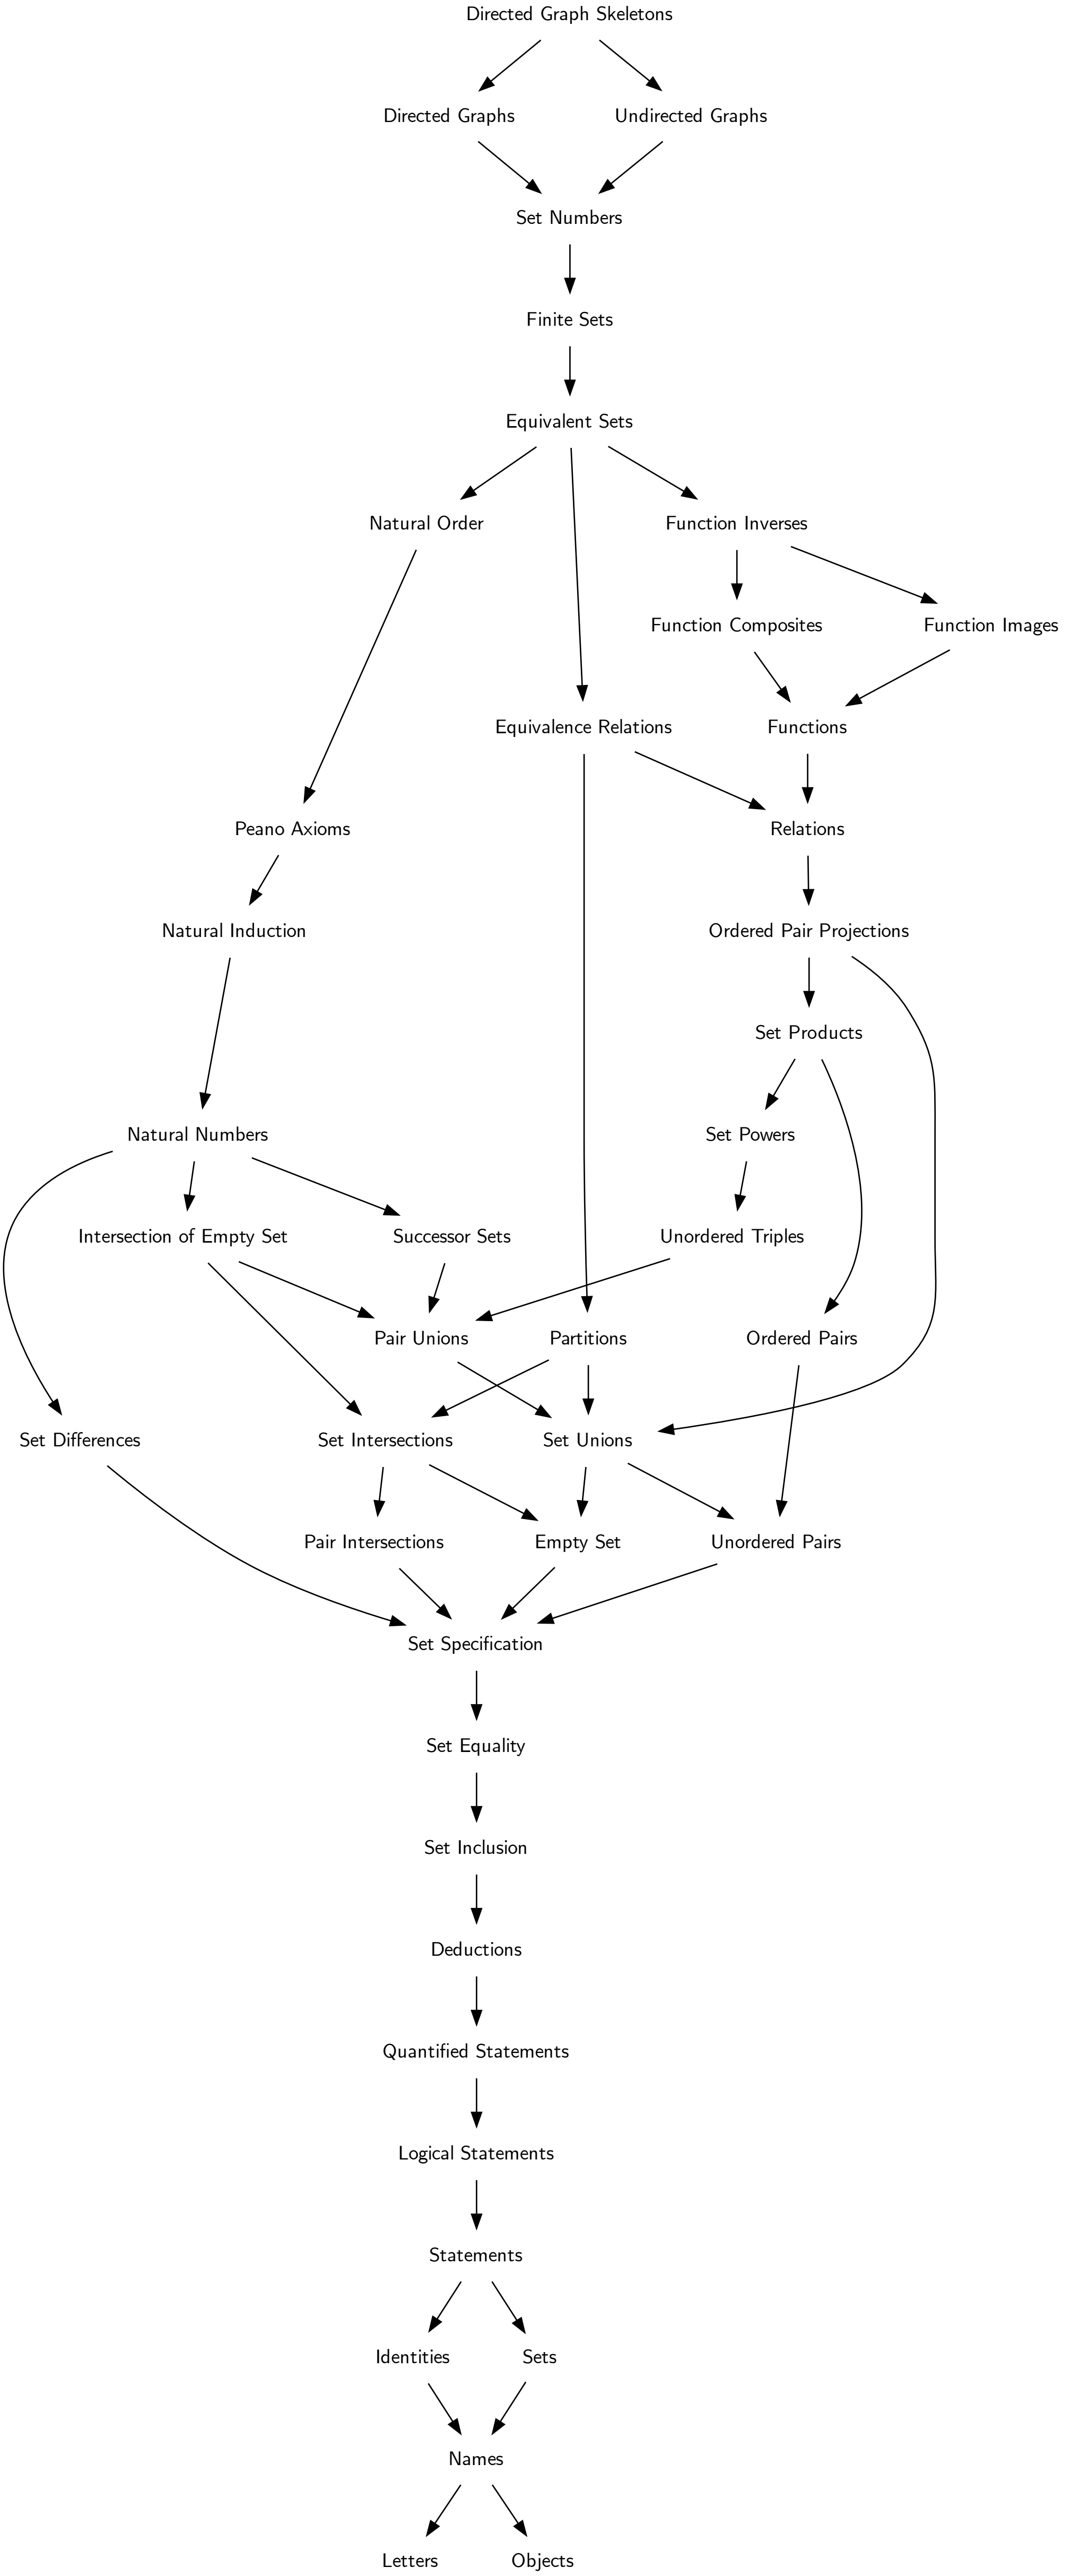 Directed Graph Skeletons
Directed Graphs
Undirected Graphs
Set Numbers
Finite Sets
Equivalent Sets
Natural Order
Function Inverses
Function Composites
Function Images
Equivalence Relations
Functions
Peano Axioms
Relations
Natural Induction
Ordered Pair Projections
Set Products
Natural Numbers
Set Powers
Intersection of Empty Set
Successor Sets
Unordered Triples
Pair Unions
Partitions
Ordered Pairs
Set Differences
Set Intersections
Set Unions
Pair Intersections
Empty Set
Unordered Pairs
Set Specification
Set Equality
Set Inclusion
Deductions
Quantified Statements
Logical Statements
Statements
Identities
Sets
Names
Letters
Objects